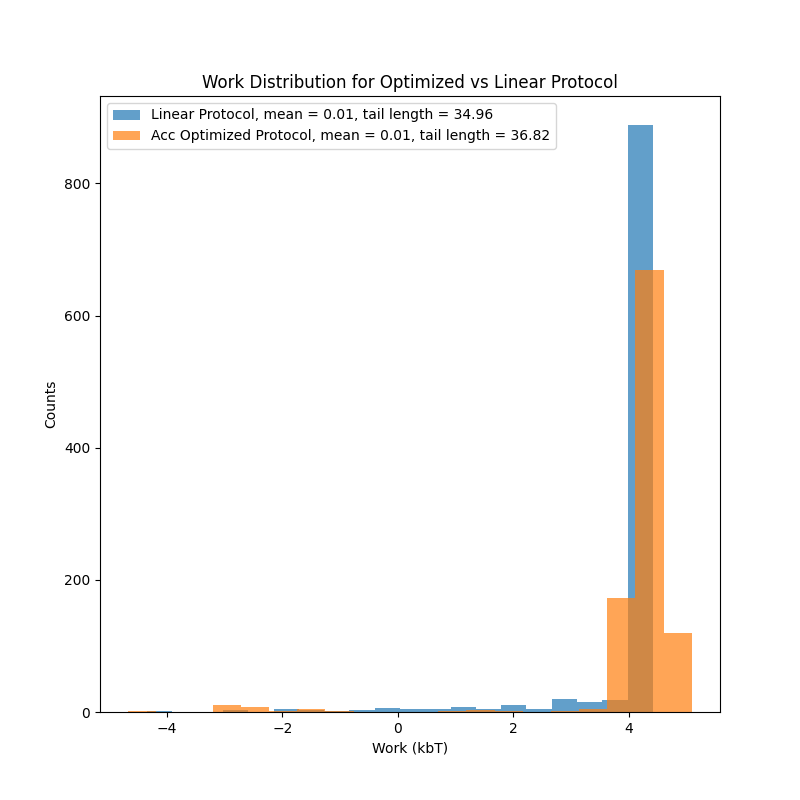 Work Distribution for Optimized vs Linear Protocol
Linear Protocol, mean = 0.01, tail length = 34.96
Acc Optimized Protocol, mean = 0.01, tail length = 36.82
800
600
400
200
0
Counts
−4
−2
0
2
4
Work (kbT)